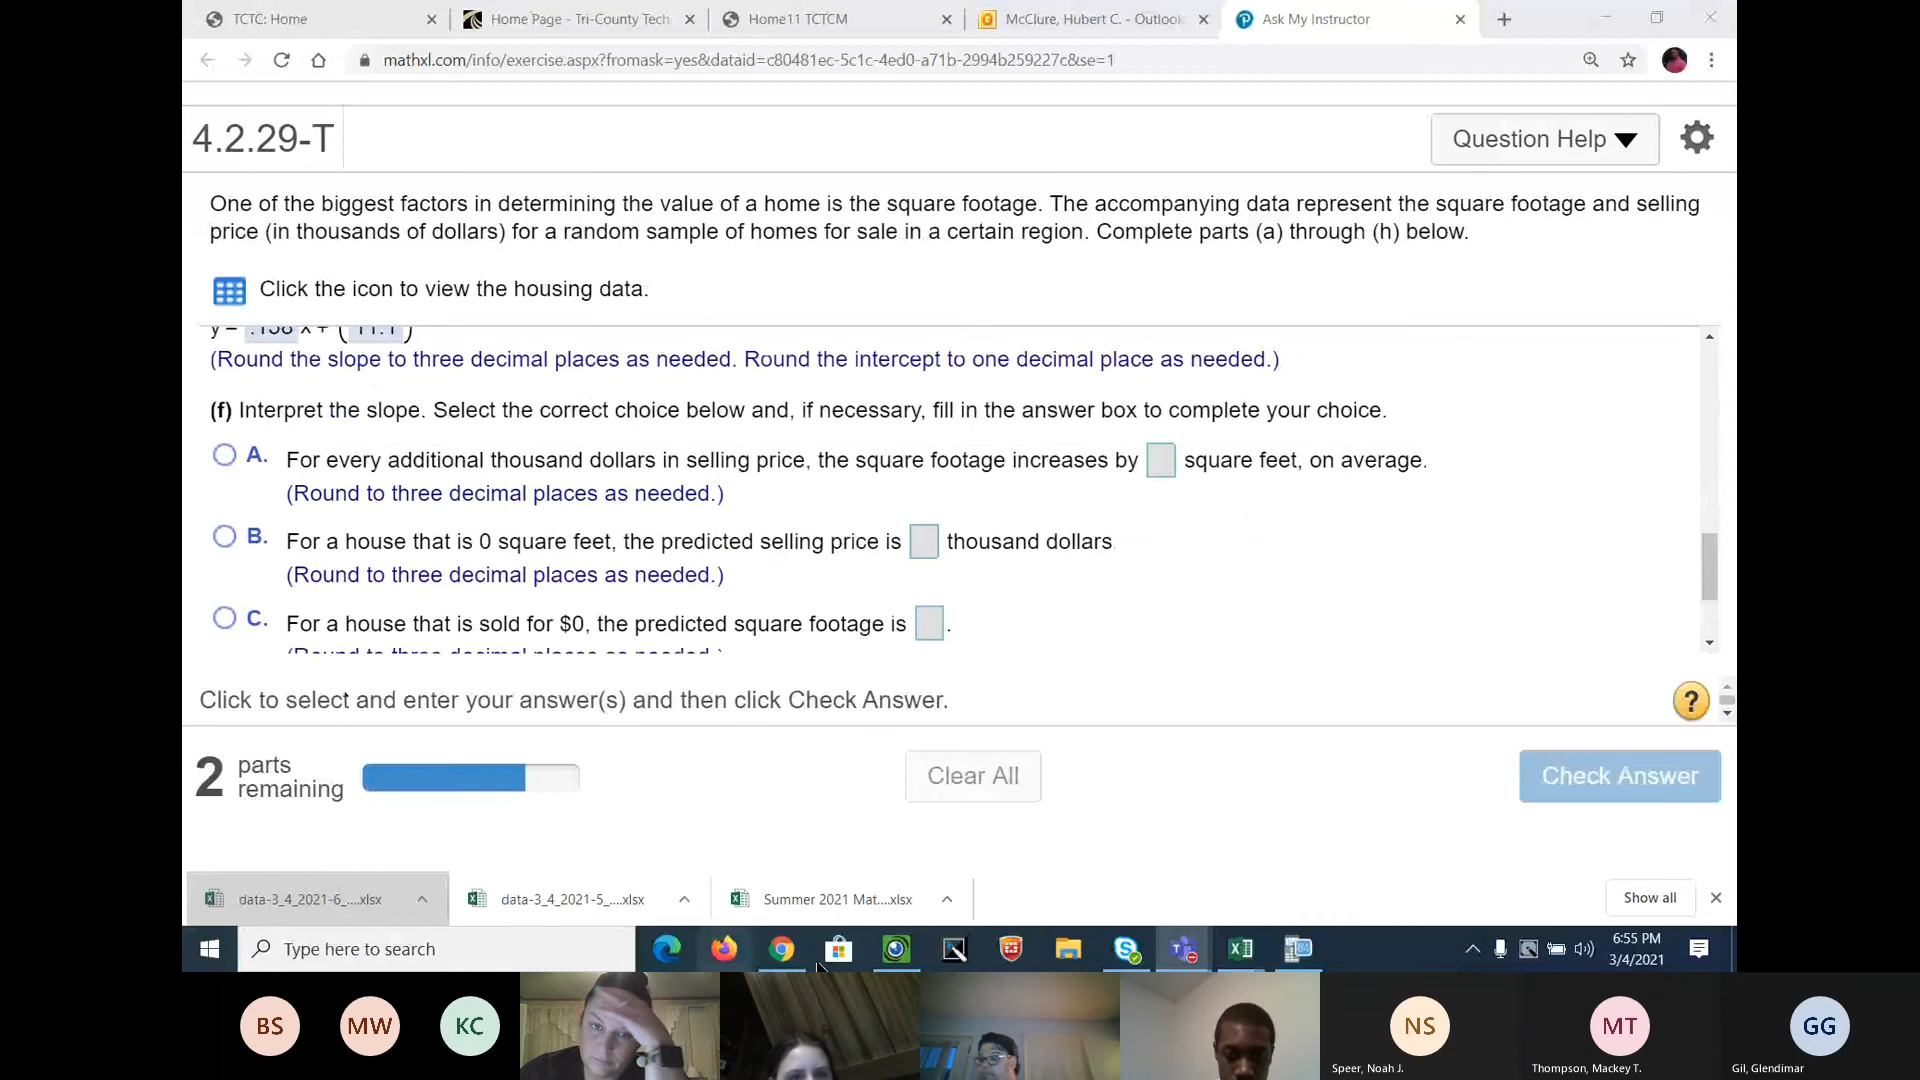 TCTC: Home
Home Page - Tri-County Tech
Home11 TCTCM
McClure, Hubert C. - Outlook
Ask My Instructor
mathxl.com/info/exercise.aspx?fromask=yes&dataid=c80481ec-5c1c-4ed0-a71b-2994b259227c&se=1
4.2.29-T
Question Help
One of the biggest factors in determining the value of a home is the square footage. The accompanying data represent the square footage and selling
price (in thousands of dollars) for a random sample of homes for sale in a certain region. Complete parts (a) through (h) below.
Click the icon to view the housing data.
y = .158 x + (11.1)
(Round the slope to three decimal places as needed. Round the intercept to one decimal place as needed.)
(f) Interpret the slope. Select the correct choice below and, if necessary, fill in the answer box to complete your choice.
A. For every additional thousand dollars in selling price, the square footage increases by square feet, on average.
(Round to three decimal places as needed.)
B. For a house that is 0 square feet, the predicted selling price is thousand dollars.
(Round to three decimal places as needed.)
C. For a house that is sold for $0, the predicted square footage is .
(Round to three decimal places as needed.)
Click to select and enter your answer(s) and then click Check Answer.
?
2 parts
remaining
Clear All
Check Answer
data-3_4_2021-6_....xlsx
data-3_4_2021-5_....xlsx
Summer 2021 Mat....xlsx
Show all
Type here to search
6:55 PM
3/4/2021
BS
MW
KC
NS
MT
GG
Speer, Noah J.
Thompson, Mackey T.
Gil, Glendimar